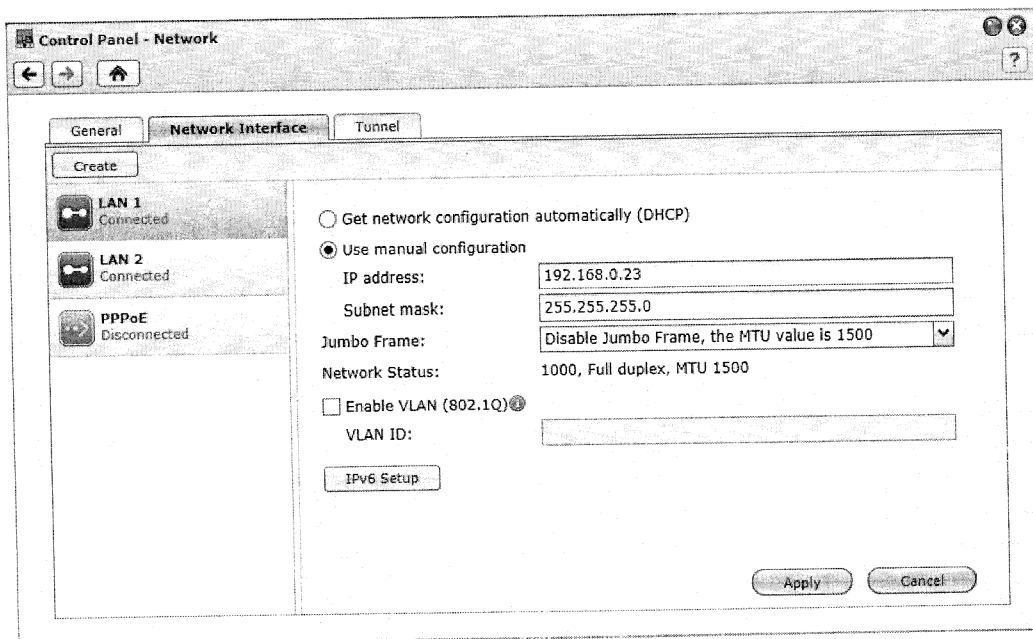 Control Panel - Network
?
General
Network Interface
Tunnel
Create
LAN 1
Connected
LAN 2
Connected
PPPoE
Disconnected
Get network configuration automatically (DHCP)
Use manual configuration
IP address: 192.168.0.23
Subnet mask: 255.255.255.0
Jumbo Frame: Disable Jumbo Frame, the MTU value is 1500
Network Status: 1000, Full duplex, MTU 1500
Enable VLAN (802.1Q)
VLAN ID:
IPv6 Setup
Apply
Cancel